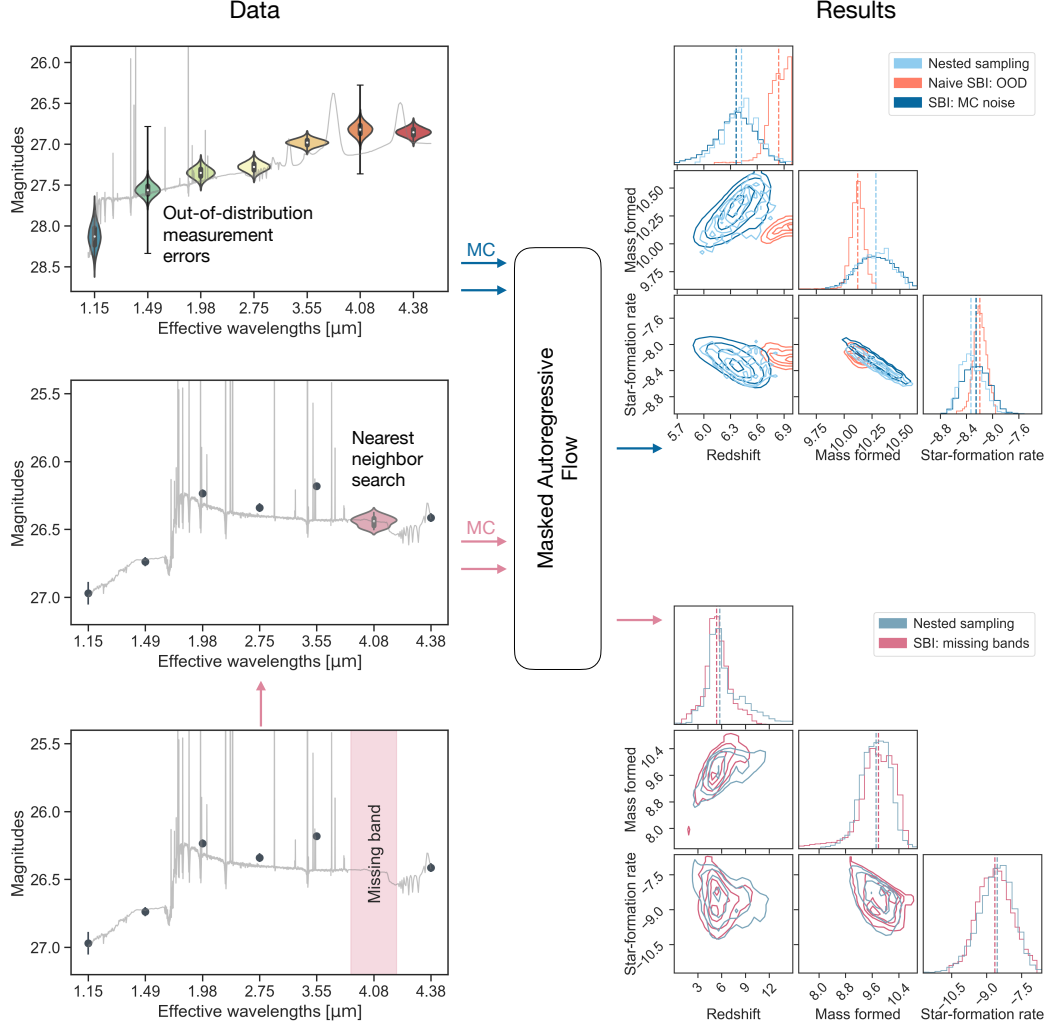 Data
Results
26.0
26.5
27.0
27.5
28.0
28.5
Magnitudes
Out-of-distribution
measurement
errors
1.15 1.49 1.98 2.75 3.55 4.08 4.38
Effective wavelengths [μm]
25.5
26.0
26.5
27.0
Magnitudes
Nearest
neighbor
search
1.15 1.49 1.98 2.75 3.55 4.08 4.38
Effective wavelengths [μm]
25.5
26.0
26.5
27.0
Magnitudes
Missing band
1.15 1.49 1.98 2.75 3.55 4.08 4.38
Effective wavelengths [μm]
MC
MC
Masked Autoregressive
Flow
Nested sampling
Naive SBI: OOD
SBI: MC noise
Mass formed
10.50
10.25
10.00
9.75
Star-formation rate
−7.6
−8.0
−8.4
−8.8
5.7 6.0 6.3 6.6 6.9
Redshift
9.75 10.00 10.25 10.50
Mass formed
−8.8 −8.4 −8.0 −7.6
Star-formation rate
Nested sampling
SBI: missing bands
Mass formed
10.4
9.6
8.8
8.0
Star-formation rate
−7.5
−9.0
−10.5
3 6 9 12
Redshift
8.0 8.8 9.6 10.4
Mass formed
−10.5 −9.0 −7.5
Star-formation rate